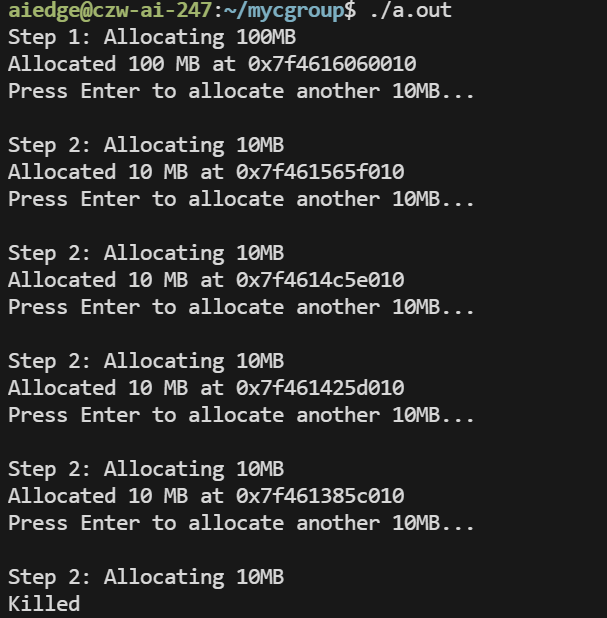 aiedge@czw-ai-247:~/mycgroup$ ./a.out
Step 1: Allocating 100MB
Allocated 100 MB at 0x7f4616060010
Press Enter to allocate another 10MB...
Step 2: Allocating 10MB
Allocated 10 MB at 0x7f461565f010
Press Enter to allocate another 10MB...
Step 2: Allocating 10MB
Allocated 10 MB at 0x7f4614c5e010
Press Enter to allocate another 10MB...
Step 2: Allocating 10MB
Allocated 10 MB at 0x7f461425d010
Press Enter to allocate another 10MB...
Step 2: Allocating 10MB
Allocated 10 MB at 0x7f461385c010
Press Enter to allocate another 10MB...
Step 2: Allocating 10MB
Killed